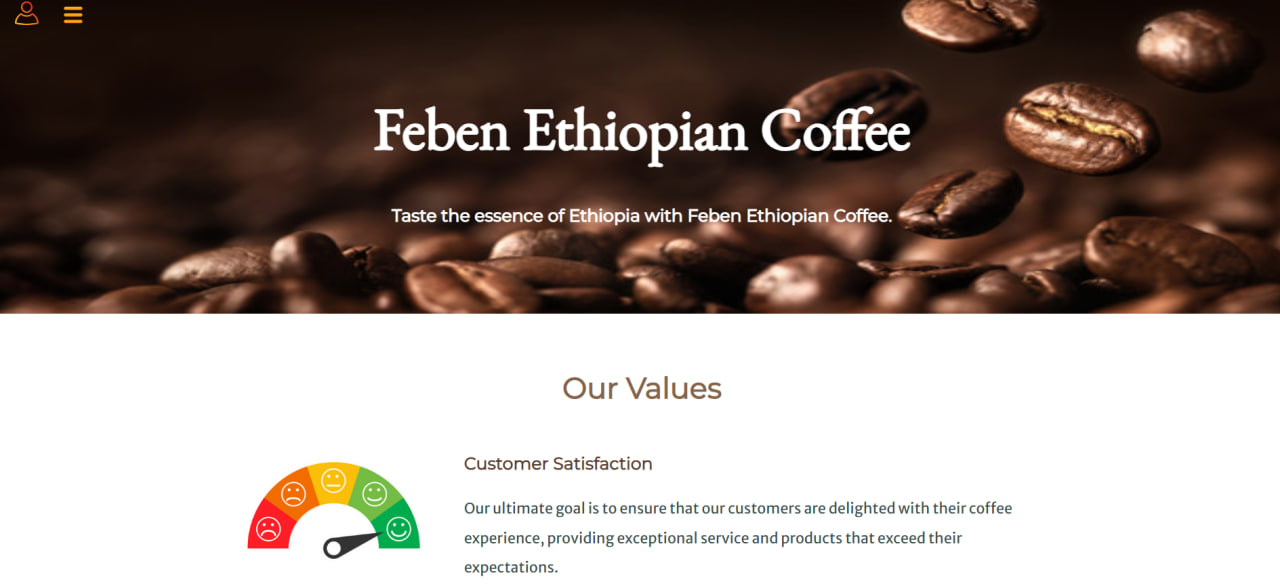 Feben Ethiopian Coffee
Taste the essence of Ethiopia with Feben Ethiopian Coffee.
Our Values
Customer Satisfaction
Our ultimate goal is to ensure that our customers are delighted with their coffee
experience, providing exceptional service and products that exceed their
expectations.